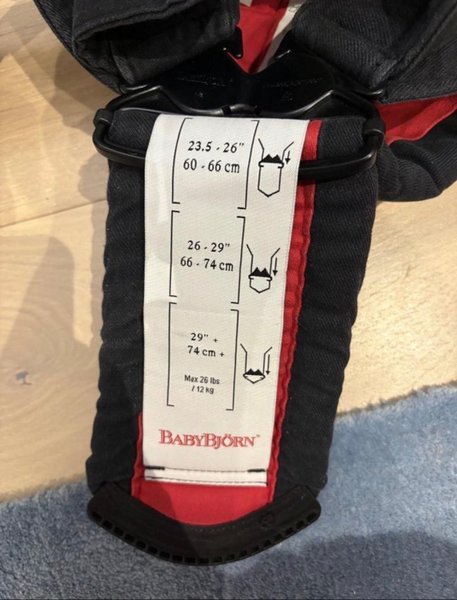 23.5 - 26"
60 - 66 cm
26 - 29"
66 - 74 cm
29" +
74 cm +
Max 26 lbs
/ 12 kg
BABYBJÖRN™